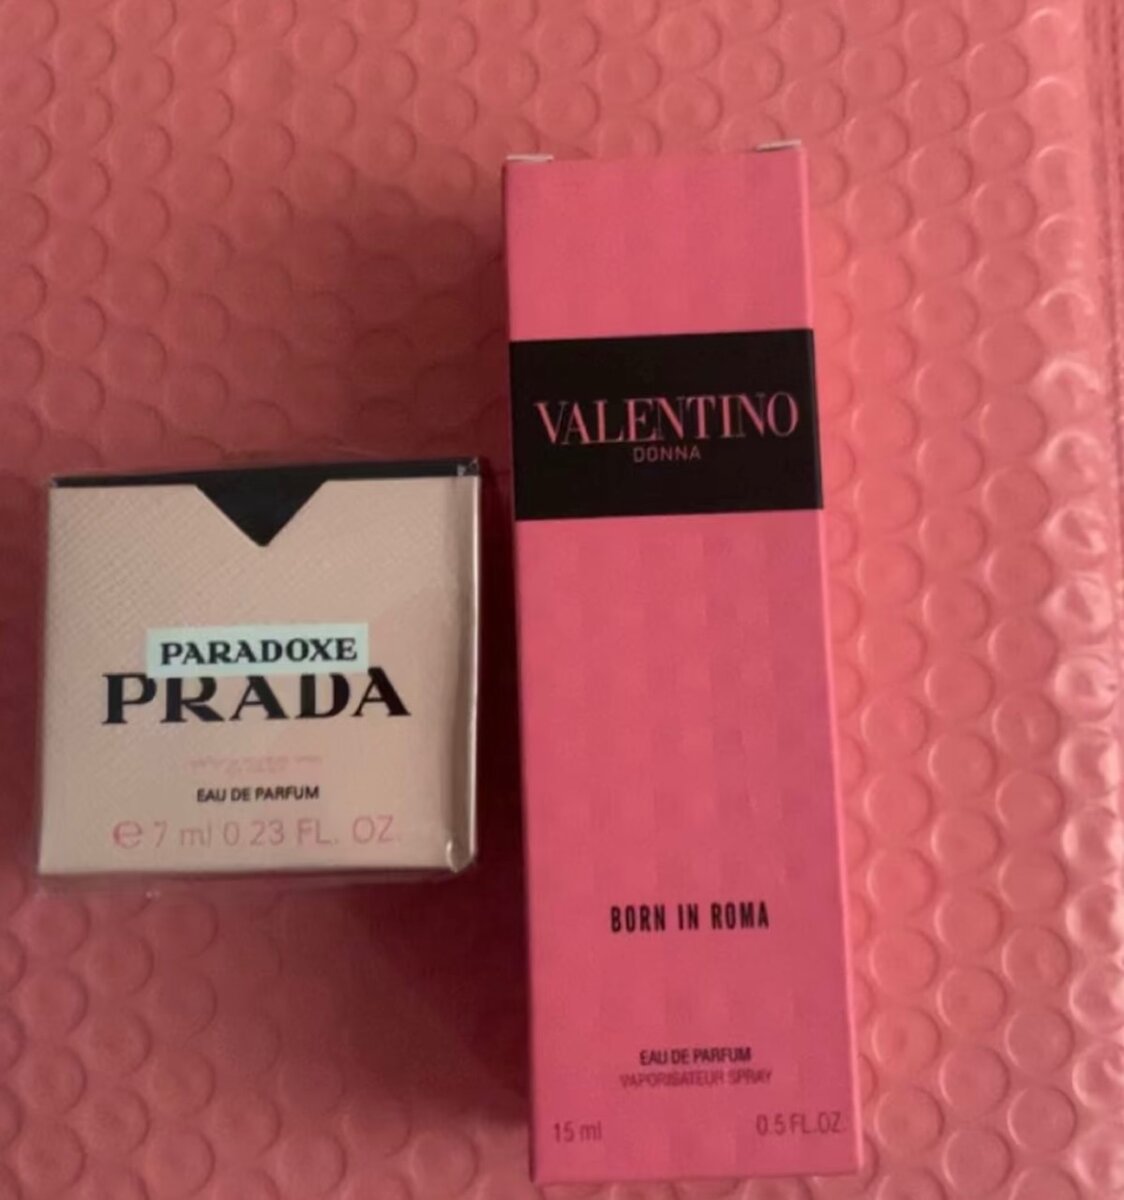 PARADOXE
PRADA
EAU DE PARFUM
e 7 ml 0.23 FL. OZ.
VALENTINO
DONNA
BORN IN ROMA
EAU DE PARFUM
VAPORISATEUR SPRAY
15 ml 0.5 FL.OZ.